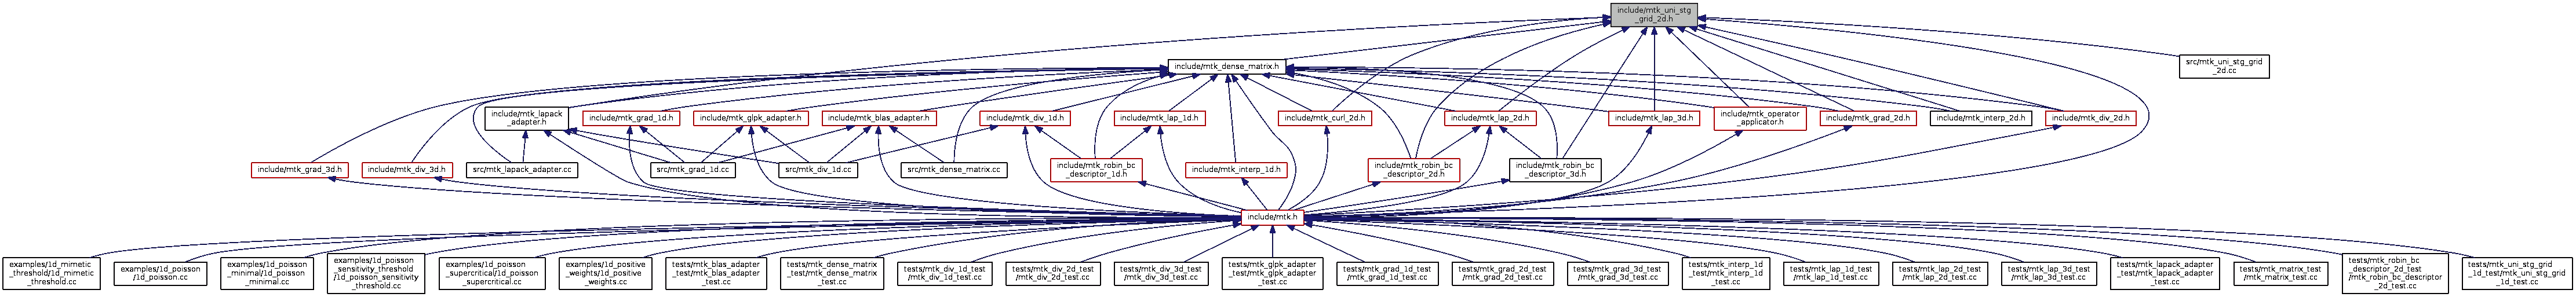 include/mtk_uni_stg
_grid_2d.h
include/mtk_dense_matrix.h
src/mtk_uni_stg_grid
_2d.cc
include/mtk_lapack
_adapter.h
include/mtk_grad_1d.h
include/mtk_glpk_adapter.h
include/mtk_blas_adapter.h
include/mtk_div_1d.h
include/mtk_lap_1d.h
include/mtk_curl_2d.h
include/mtk_lap_2d.h
include/mtk_lap_3d.h
include/mtk_operator
_applicator.h
include/mtk_grad_2d.h
include/mtk_interp_2d.h
include/mtk_div_2d.h
include/mtk_grad_3d.h
include/mtk_div_3d.h
src/mtk_lapack_adapter.cc
src/mtk_grad_1d.cc
src/mtk_div_1d.cc
src/mtk_dense_matrix.cc
include/mtk_robin_bc
_descriptor_1d.h
include/mtk_interp_1d.h
include/mtk_robin_bc
_descriptor_2d.h
include/mtk_robin_bc
_descriptor_3d.h
include/mtk.h
examples/1d_mimetic
_threshold/1d_mimetic
_threshold.cc
examples/1d_poisson
/1d_poisson.cc
examples/1d_poisson
_minimal/1d_poisson
_minimal.cc
examples/1d_poisson
_sensitivity_threshold
/1d_poisson_sensitivity
_threshold.cc
examples/1d_poisson
_supercritical/1d_poisson
_supercritical.cc
examples/1d_positive
_weights/1d_positive
_weights.cc
tests/mtk_blas_adapter
_test/mtk_blas_adapter
_test.cc
tests/mtk_dense_matrix
_test/mtk_dense_matrix
_test.cc
tests/mtk_div_1d_test
/mtk_div_1d_test.cc
tests/mtk_div_2d_test
/mtk_div_2d_test.cc
tests/mtk_div_3d_test
/mtk_div_3d_test.cc
tests/mtk_glpk_adapter
_test/mtk_glpk_adapter
_test.cc
tests/mtk_grad_1d_test
/mtk_grad_1d_test.cc
tests/mtk_grad_2d_test
/mtk_grad_2d_test.cc
tests/mtk_grad_3d_test
/mtk_grad_3d_test.cc
tests/mtk_interp_1d
_test/mtk_interp_1d
_test.cc
tests/mtk_lap_1d_test
/mtk_lap_1d_test.cc
tests/mtk_lap_2d_test
/mtk_lap_2d_test.cc
tests/mtk_lap_3d_test
/mtk_lap_3d_test.cc
tests/mtk_lapack_adapter
_test/mtk_lapack_adapter
_test.cc
tests/mtk_matrix_test
/mtk_matrix_test.cc
tests/mtk_robin_bc
_descriptor_2d_test
/mtk_robin_bc_descriptor
_2d_test.cc
tests/mtk_uni_stg_grid
_1d_test/mtk_uni_stg_grid
_1d_test.cc